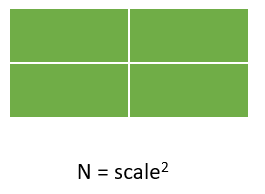 N = scale²